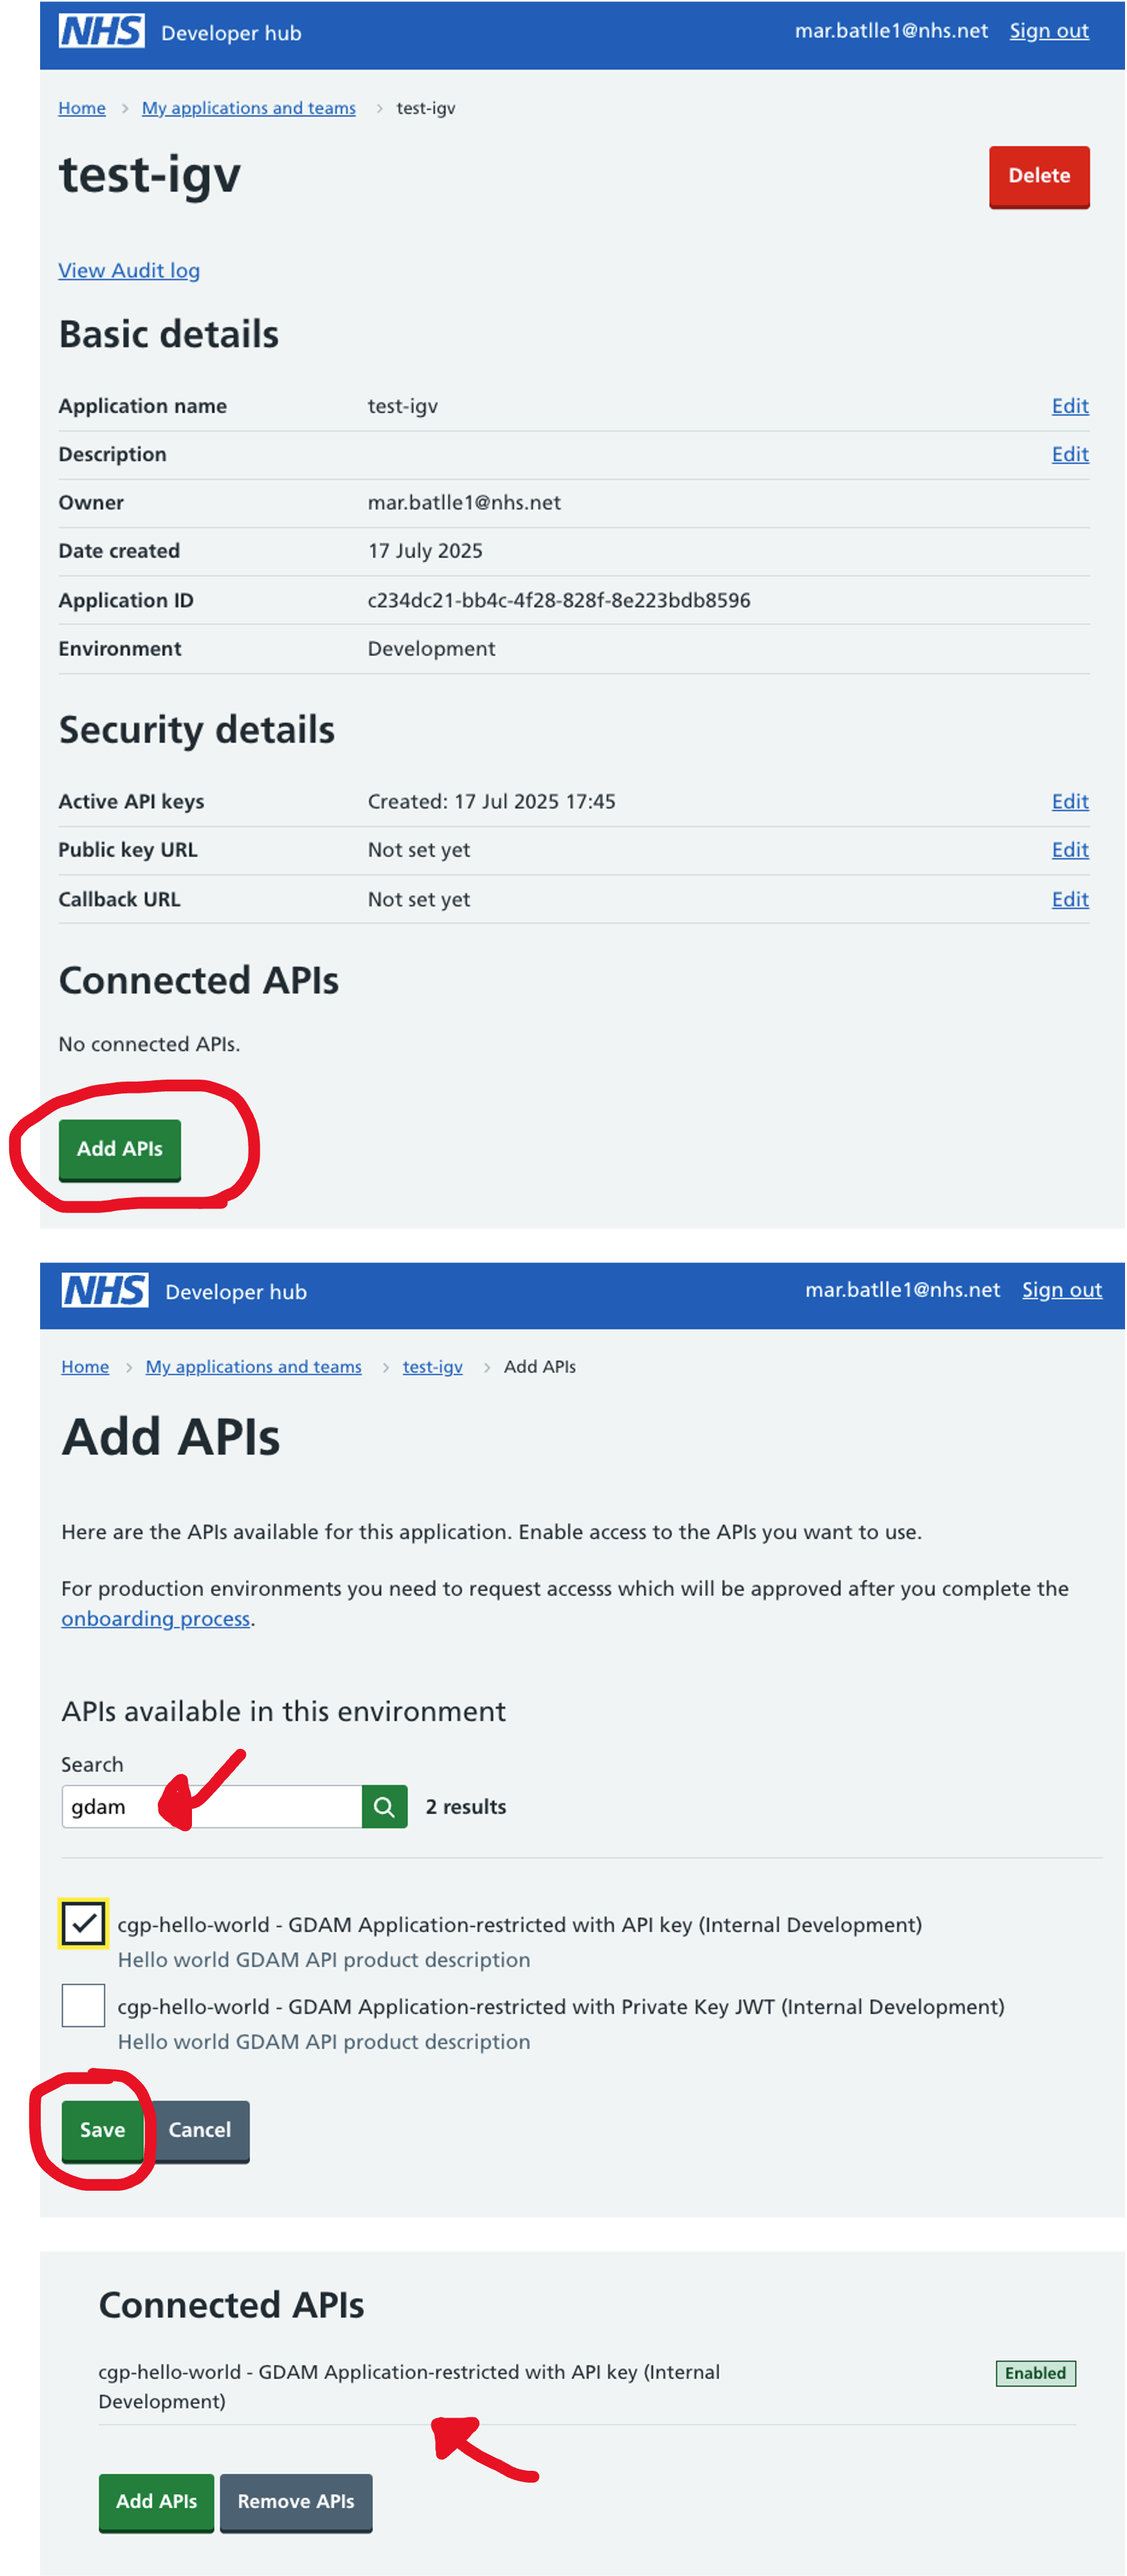 NHS Developer hub mar.batlle1@nhs.net Sign out
Home > My applications and teams > test-igv
test-igv
Delete
View Audit log
Basic details
Application name test-igv Edit
Description Edit
Owner mar.batlle1@nhs.net
Date created 17 July 2025
Application ID c234dc21-bb4c-4f28-828f-8e223bdb8596
Environment Development
Security details
Active API keys Created: 17 Jul 2025 17:45 Edit
Public key URL Not set yet Edit
Callback URL Not set yet Edit
Connected APIs
No connected APIs.
Add APIs
NHS Developer hub mar.batlle1@nhs.net Sign out
Home > My applications and teams > test-igv > Add APIs
Add APIs
Here are the APIs available for this application. Enable access to the APIs you want to use.
For production environments you need to request accesss which will be approved after you complete the
onboarding process.
APIs available in this environment
Search
gdam 2 results
cgp-hello-world - GDAM Application-restricted with API key (Internal Development)
Hello world GDAM API product description
cgp-hello-world - GDAM Application-restricted with Private Key JWT (Internal Development)
Hello world GDAM API product description
Save Cancel
Connected APIs
cgp-hello-world - GDAM Application-restricted with API key (Internal Enabled
Development)
Add APIs Remove APIs